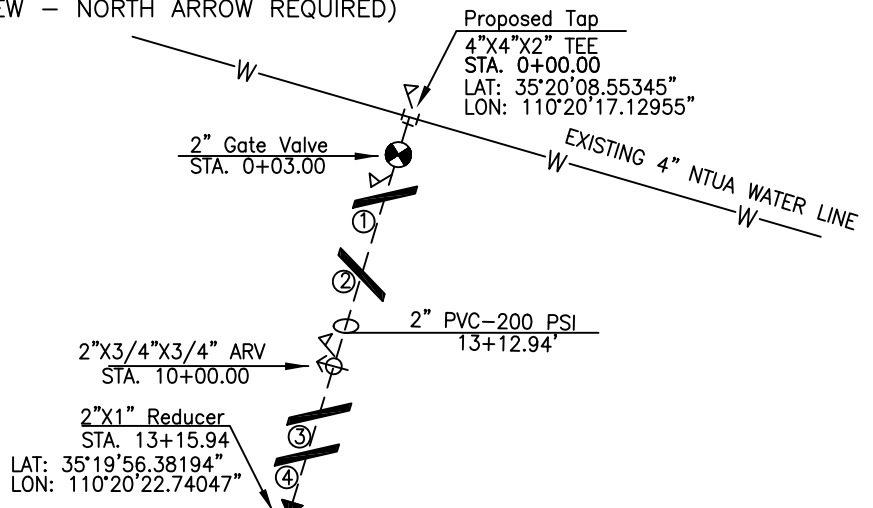 EW – NORTH ARROW REQUIRED)
Proposed Tap
4"X4"X2" TEE
STA. 0+00.00
LAT: 35°20'08.55345"
LON: 110°20'17.12955"
W
2" Gate Valve
STA. 0+03.00
EXISTING 4" NTUA WATER LINE
W
W
1
2
2" PVC–200 PSI
13+12.94'
2"X3/4"X3/4" ARV
STA. 10+00.00
2"X1" Reducer
STA. 13+15.94
LAT: 35°19'56.38194"
LON: 110°20'22.74047"
3
4